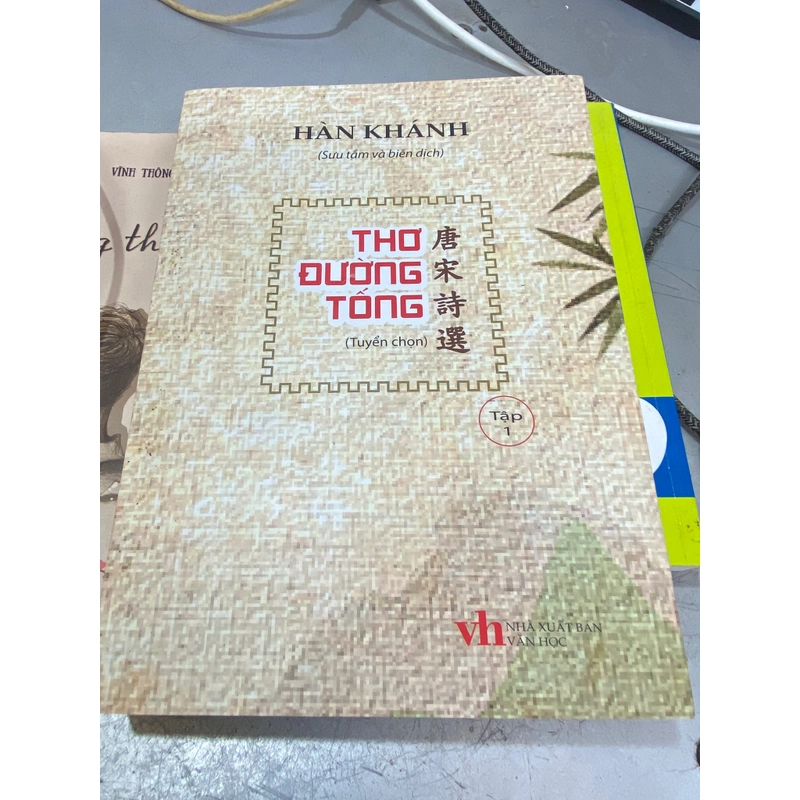 HÀN KHÁNH
(Sưu tầm và biên dịch)
THƠ
ĐƯỜNG
TỐNG
(Tuyển chọn)
唐宋詩選
Tập
1
vh
NHÀ XUẤT BẢN
VĂN HỌC
VĨNH THÔNG
g th